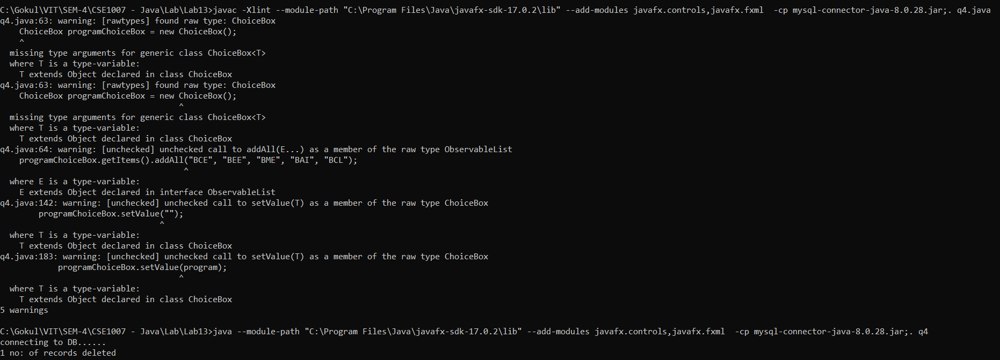 C:\Gokul\VIT\SEM-4\CSE1007 - Java\Lab\Lab13>javac -Xlint --module-path "C:\Program Files\Java\javafx-sdk-17.0.2\lib" --add-modules javafx.controls,javafx.fxml  -cp mysql-connector-java-8.0.28.jar;. q4.java
q4.java:63: warning: [rawtypes] found raw type: ChoiceBox
    ChoiceBox programChoiceBox = new ChoiceBox();
    ^
  missing type arguments for generic class ChoiceBox<T>
  where T is a type-variable:
    T extends Object declared in class ChoiceBox
q4.java:63: warning: [rawtypes] found raw type: ChoiceBox
    ChoiceBox programChoiceBox = new ChoiceBox();
                                     ^
  missing type arguments for generic class ChoiceBox<T>
  where T is a type-variable:
    T extends Object declared in class ChoiceBox
q4.java:64: warning: [unchecked] unchecked call to addAll(E...) as a member of the raw type ObservableList
    programChoiceBox.getItems().addAll("BCE", "BEE", "BME", "BAI", "BCL");
                                      ^
  where E is a type-variable:
    E extends Object declared in interface ObservableList
q4.java:142: warning: [unchecked] unchecked call to setValue(T) as a member of the raw type ChoiceBox
        programChoiceBox.setValue("");
                                 ^
  where T is a type-variable:
    T extends Object declared in class ChoiceBox
q4.java:183: warning: [unchecked] unchecked call to setValue(T) as a member of the raw type ChoiceBox
            programChoiceBox.setValue(program);
                                     ^
  where T is a type-variable:
    T extends Object declared in class ChoiceBox
5 warnings

C:\Gokul\VIT\SEM-4\CSE1007 - Java\Lab\Lab13>java --module-path "C:\Program Files\Java\javafx-sdk-17.0.2\lib" --add-modules javafx.controls,javafx.fxml  -cp mysql-connector-java-8.0.28.jar;. q4
connecting to DB......
1 no: of records deleted